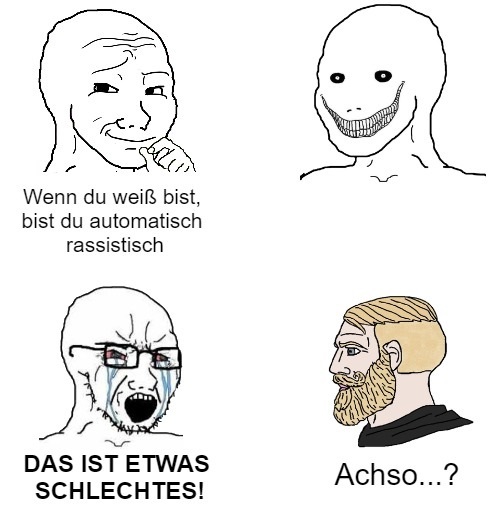 Wenn du weiß bist,
bist du automatisch
rassistisch
DAS IST ETWAS
SCHLECHTES!
Achso...?